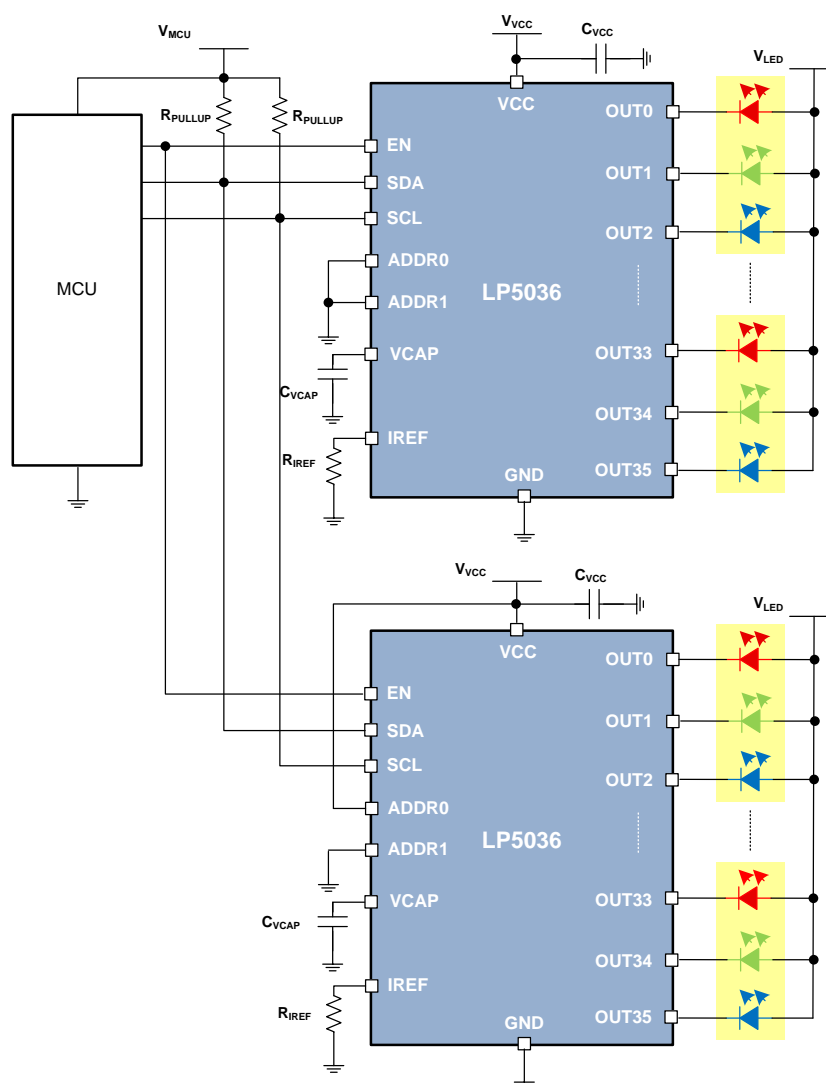 VMCU
RPULLUP
RPULLUP
MCU
VVCC
CVCC
VLED
VCC
EN
SDA
SCL
ADDR0
ADDR1
VCAP
IREF
LP5036
OUT0
OUT1
OUT2
OUT33
OUT34
OUT35
GND
CVCAP
RIREF
VVCC
CVCC
VLED
VCC
EN
SDA
SCL
ADDR0
ADDR1
VCAP
IREF
LP5036
OUT0
OUT1
OUT2
OUT33
OUT34
OUT35
GND
CVCAP
RIREF